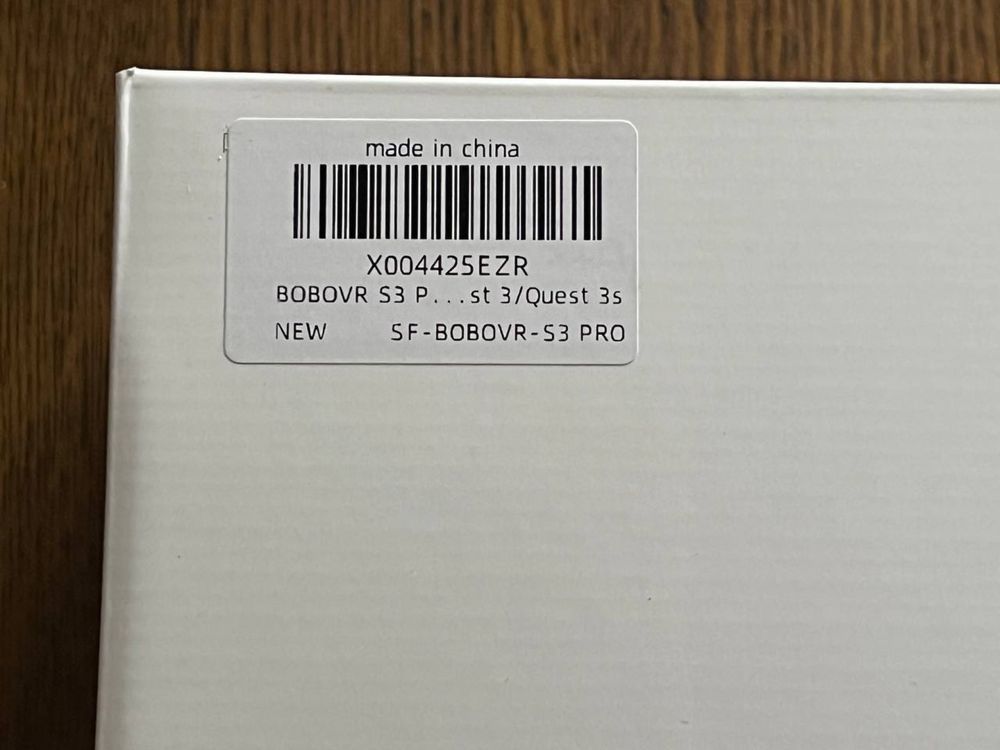 made in china
X004425EZR
BOBOVR S3 P...st 3/Quest 3s
NEW SF-BOBOVR-S3 PRO